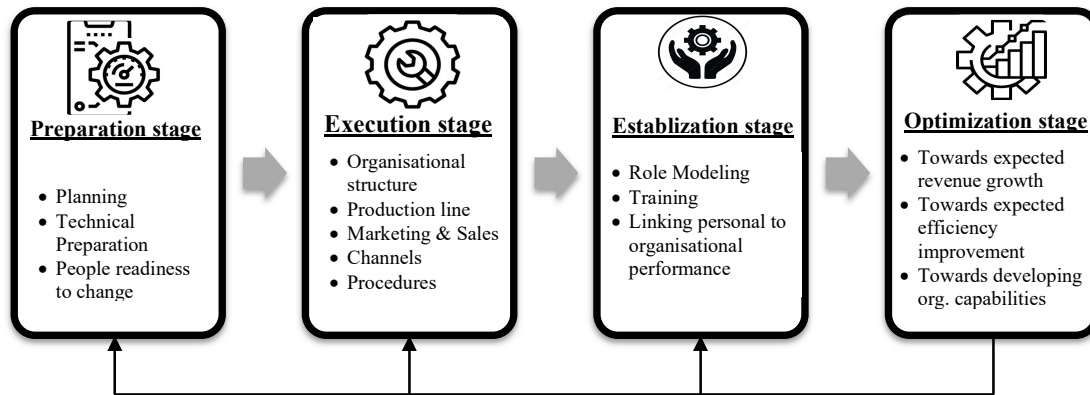 Preparation stage
• Planning
• Technical
Preparation
• People readiness
to change
Execution stage
• Organisational
structure
• Production line
• Marketing & Sales
• Channels
• Procedures
Establization stage
• Role Modeling
• Training
• Linking personal to
organisational
performance
Optimization stage
• Towards expected
revenue growth
• Towards expected
efficiency
improvement
• Towards developing
org. capabilities